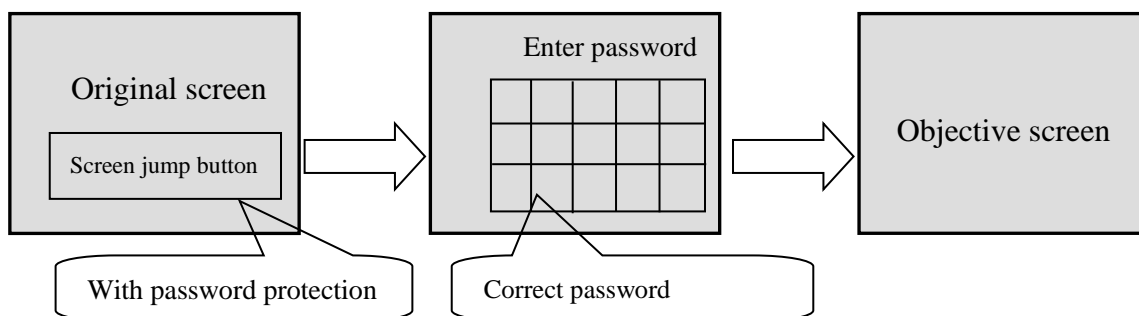 Original screen
Screen jump button
With password protection
Enter password
Correct password
Objective screen